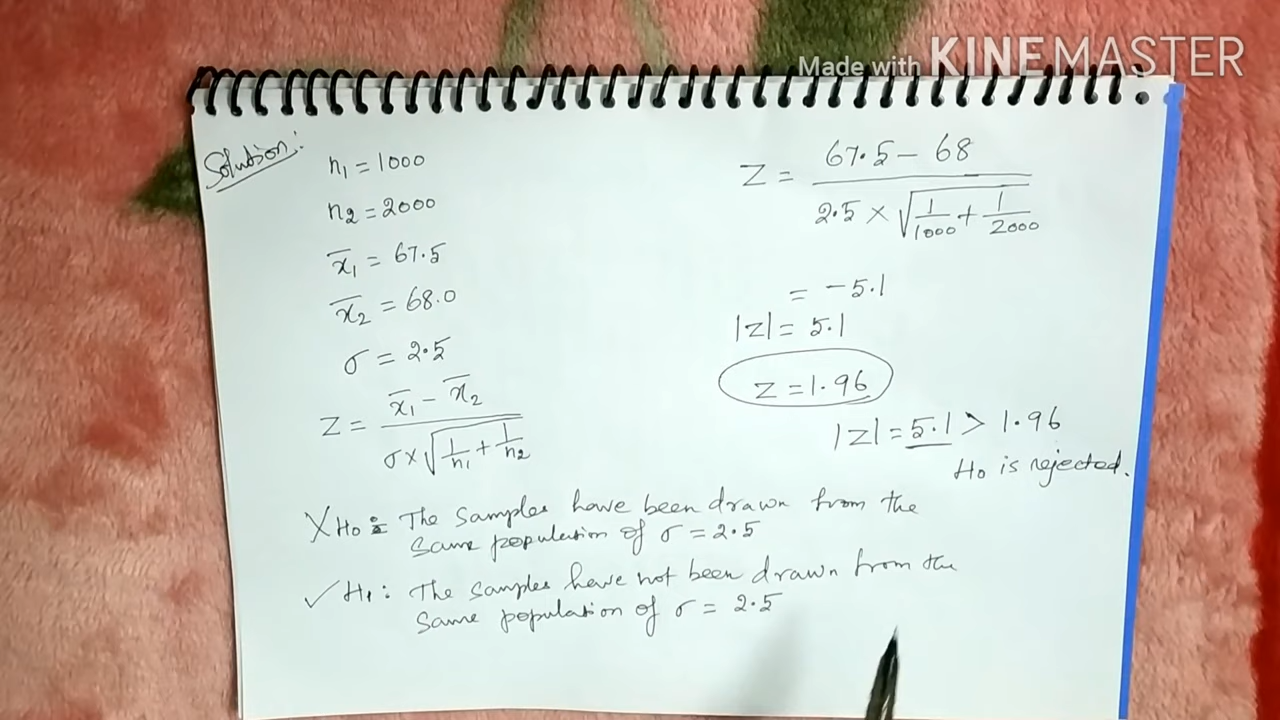 Made with KINEMASTER
Solution:
n₁ = 1000
n₂ = 2000
x̄₁ = 67.5
x̄₂ = 68.0
σ = 2.5
Z = (x̄₁ − x̄₂) / (σ × √(1/n₁ + 1/n₂))
Z = (67.5 − 68) / (2.5 × √(1/1000 + 1/2000))
= −5.1
|Z| = 5.1
Z = 1.96
|Z| = 5.1 > 1.96
H₀ is rejected.
X H₀ : The samples have been drawn from the
same population of σ = 2.5
✓ H₁ : The samples have not been drawn from the
same population of σ = 2.5